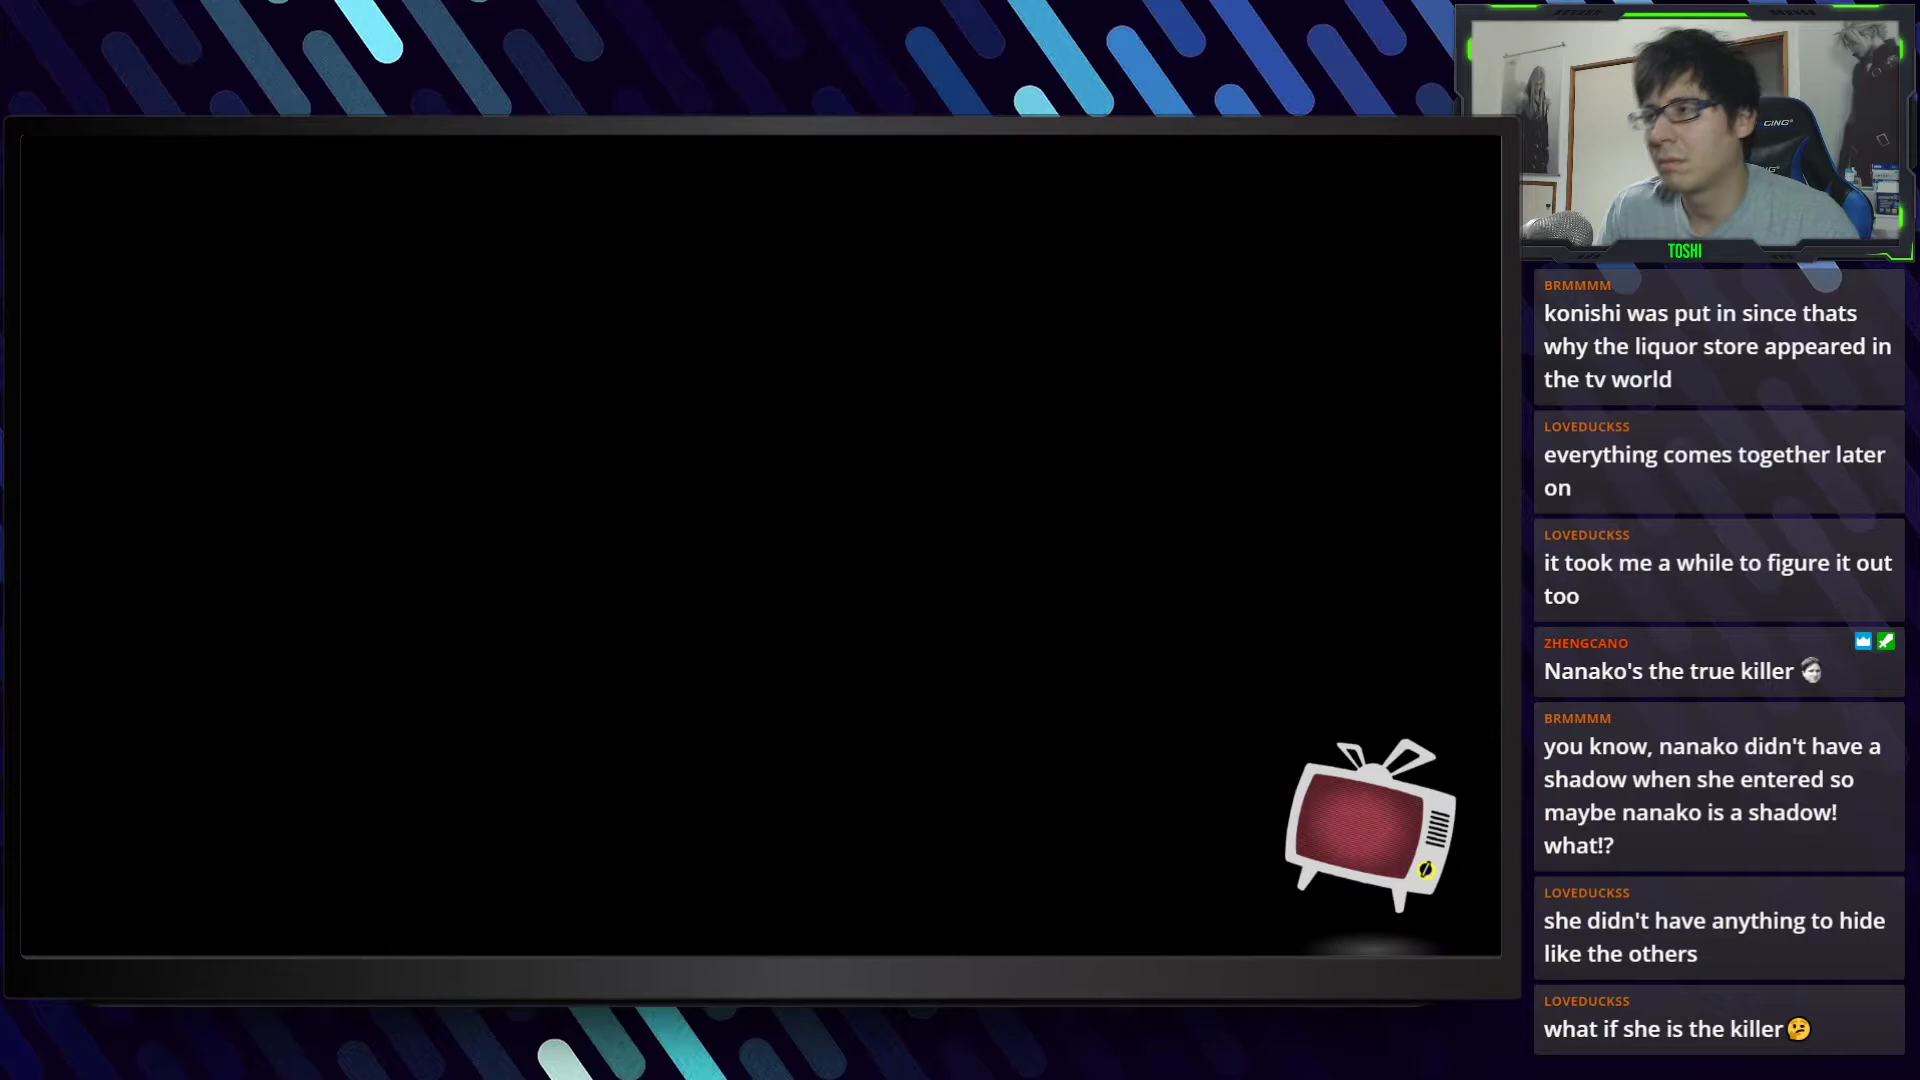 GING
TOSHI
BRMMMM
konishi was put in since thats
why the liquor store appeared in
the tv world
LOVEDUCKSS
everything comes together later
on
LOVEDUCKSS
it took me a while to figure it out
too
ZHENGCANO
Nanako's the true killer
BRMMMM
you know, nanako didn't have a
shadow when she entered so
maybe nanako is a shadow!
what!?
LOVEDUCKSS
she didn't have anything to hide
like the others
LOVEDUCKSS
what if she is the killer🤔